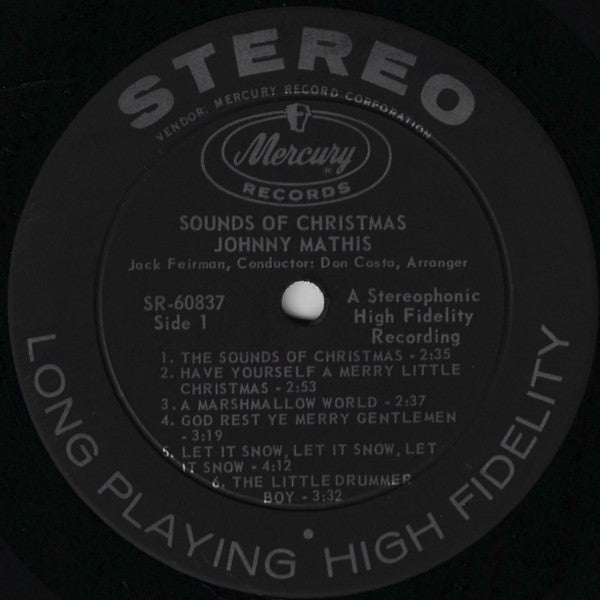 STEREO
VENDOR: MERCURY RECORD CORPORATION
Mercury
®
RECORDS
SOUNDS OF CHRISTMAS
JOHNNY MATHIS
Jack Feirman, Conductor: Don Costa, Arranger
SR-60837
Side 1
A Stereophonic
High Fidelity
Recording
1. THE SOUNDS OF CHRISTMAS - 2:35
2. HAVE YOURSELF A MERRY LITTLE
CHRISTMAS - 2:53
3. A MARSHMALLOW WORLD - 2:37
4. GOD REST YE MERRY GENTLEMEN
- 3:19
5. LET IT SNOW, LET IT SNOW, LET
IT SNOW - 4:12
6. THE LITTLE DRUMMER
BOY - 3:32
LONG PLAYING • HIGH FIDELITY